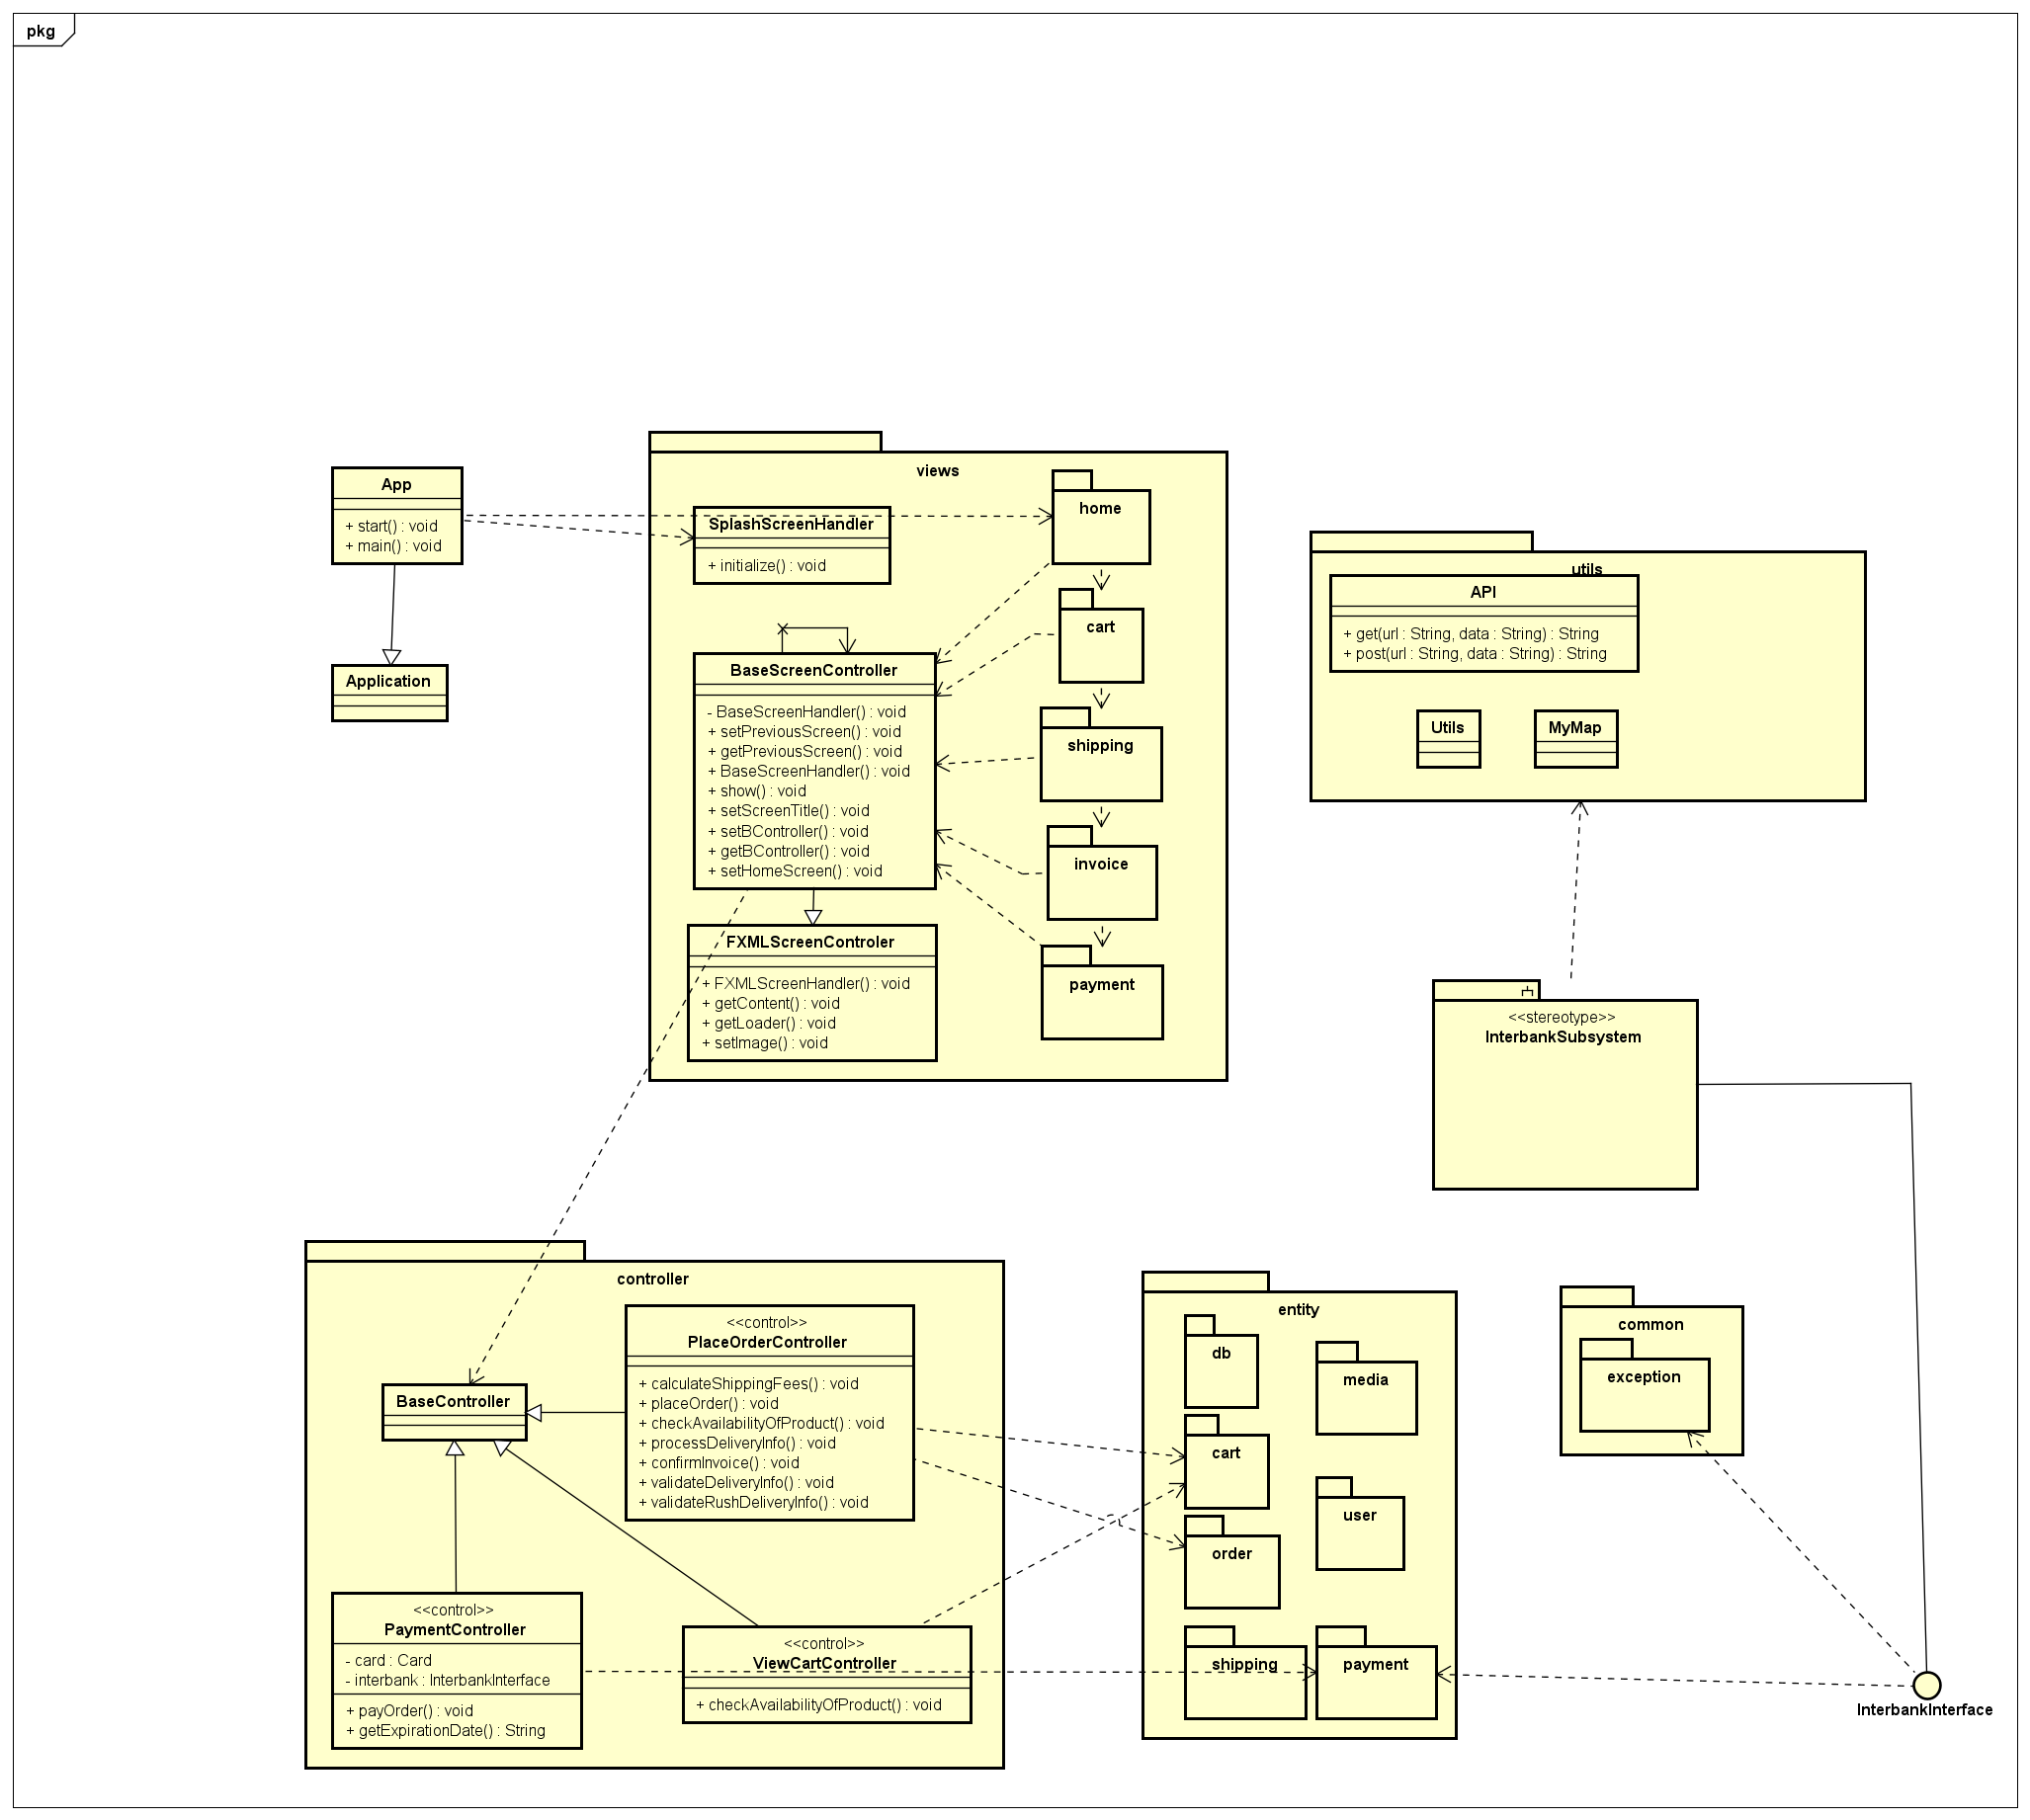 pkg
App
+ start() : void
+ main() : void
Application
views
SplashScreenHandler
+ initialize() : void
BaseScreenController
- BaseScreenHandler() : void
+ setPreviousScreen() : void
+ getPreviousScreen() : void
+ BaseScreenHandler() : void
+ show() : void
+ setScreenTitle() : void
+ setBController() : void
+ getBController() : void
+ setHomeScreen() : void
FXMLScreenControler
+ FXMLScreenHandler() : void
+ getContent() : void
+ getLoader() : void
+ setImage() : void
home
cart
shipping
invoice
payment
utils
API
+ get(url : String, data : String) : String
+ post(url : String, data : String) : String
Utils
MyMap
<<stereotype>>
InterbankSubsystem
controller
BaseController
<<control>>
PlaceOrderController
+ calculateShippingFees() : void
+ placeOrder() : void
+ checkAvailabilityOfProduct() : void
+ processDeliveryInfo() : void
+ confirmInvoice() : void
+ validateDeliveryInfo() : void
+ validateRushDeliveryInfo() : void
<<control>>
PaymentController
- card : Card
- interbank : InterbankInterface
+ payOrder() : void
+ getExpirationDate() : String
<<control>>
ViewCartController
+ checkAvailabilityOfProduct() : void
entity
db
media
cart
user
order
shipping
payment
common
exception
InterbankInterface